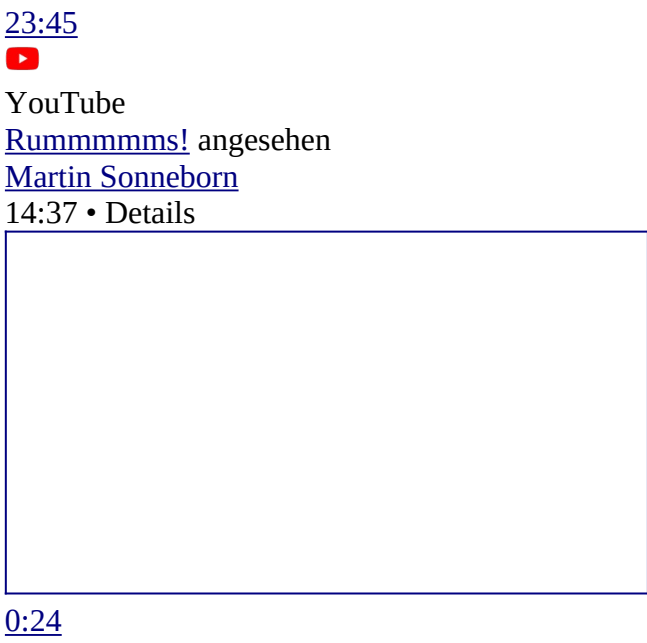 23:45
YouTube
Rummmmms! angesehen
Martin Sonneborn
14:37 • Details
0:24